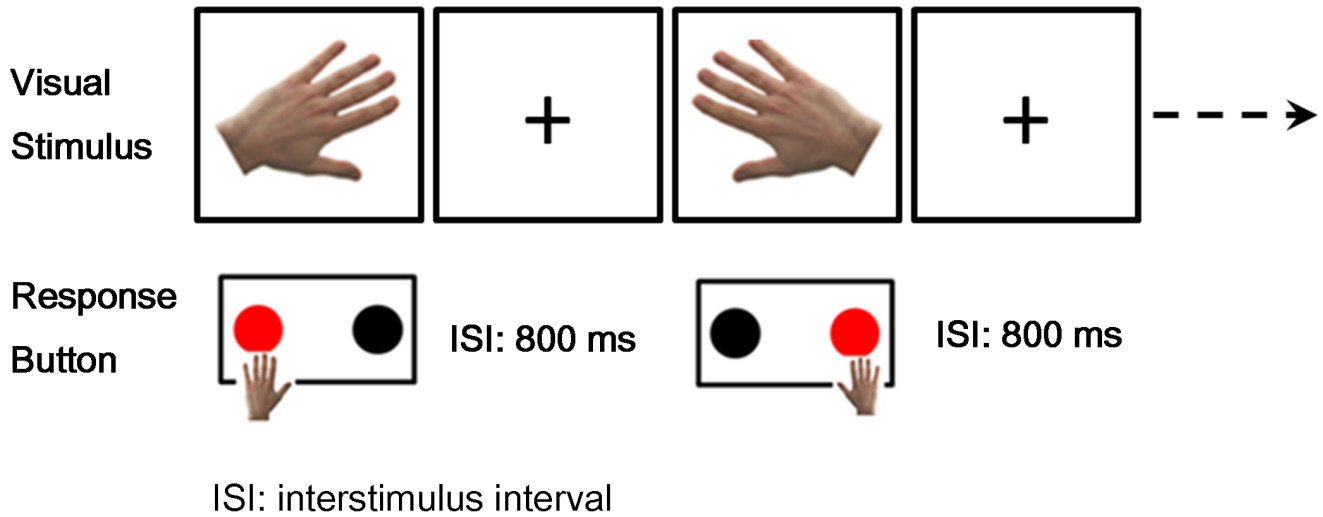 Visual
Stimulus
Response
Button
ISI: 800 ms
ISI: 800 ms
ISI: interstimulus interval